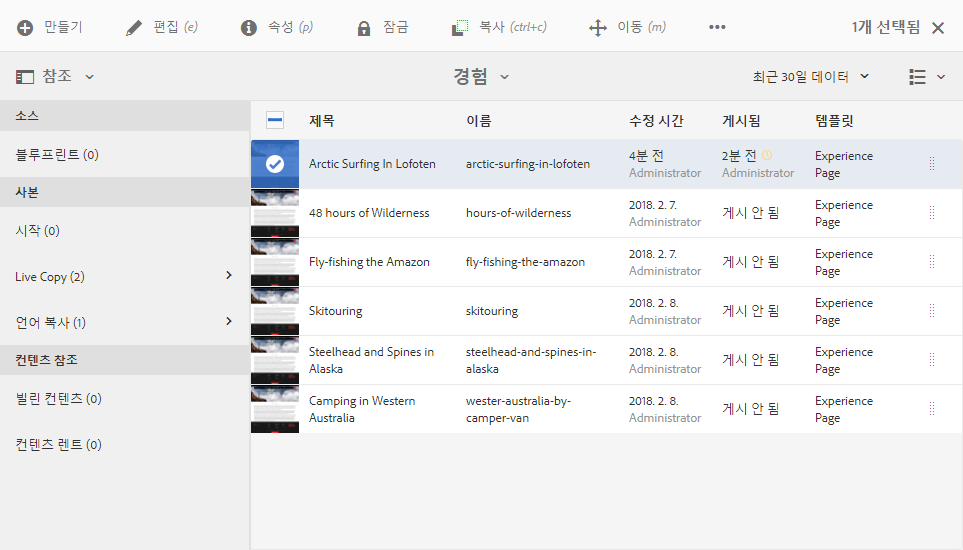 만들기 편집 (e) 속성 (p) 잠금 복사 (ctrl+c) 이동 (m) 1개 선택됨
참조 경험 최근 30일 데이터
소스
블루프린트 (0)
사본
시작 (0)
Live Copy (2)
언어 복사 (1)
컨텐츠 참조
빌린 컨텐츠 (0)
컨텐츠 렌트 (0)
제목 이름 수정 시간 게시됨 템플릿
Arctic Surfing In Lofoten arctic-surfing-in-lofoten 4분 전 2분 전 Experience
Administrator Administrator Page
48 hours of Wilderness hours-of-wilderness 2018. 2. 7. 게시 안 됨 Experience
Administrator Page
Fly-fishing the Amazon fly-fishing-the-amazon 2018. 2. 7. 게시 안 됨 Experience
Administrator Page
Skitouring skitouring 2018. 2. 8. 게시 안 됨 Experience
Administrator Page
Steelhead and Spines in steelhead-and-spines-in- 2018. 2. 8. 게시 안 됨 Experience
Alaska alaska Administrator Page
Camping in Western wester-australia-by- 2018. 2. 8. 게시 안 됨 Experience
Australia camper-van Administrator Page